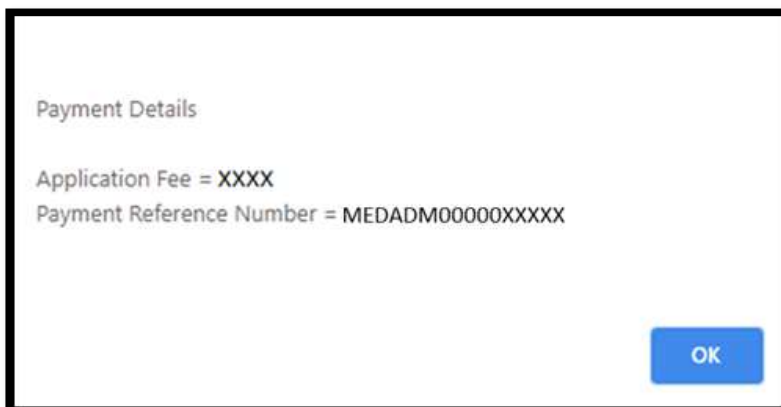 Payment Details
Application Fee = XXXX
Payment Reference Number = MEDADM00000XXXXX
OK